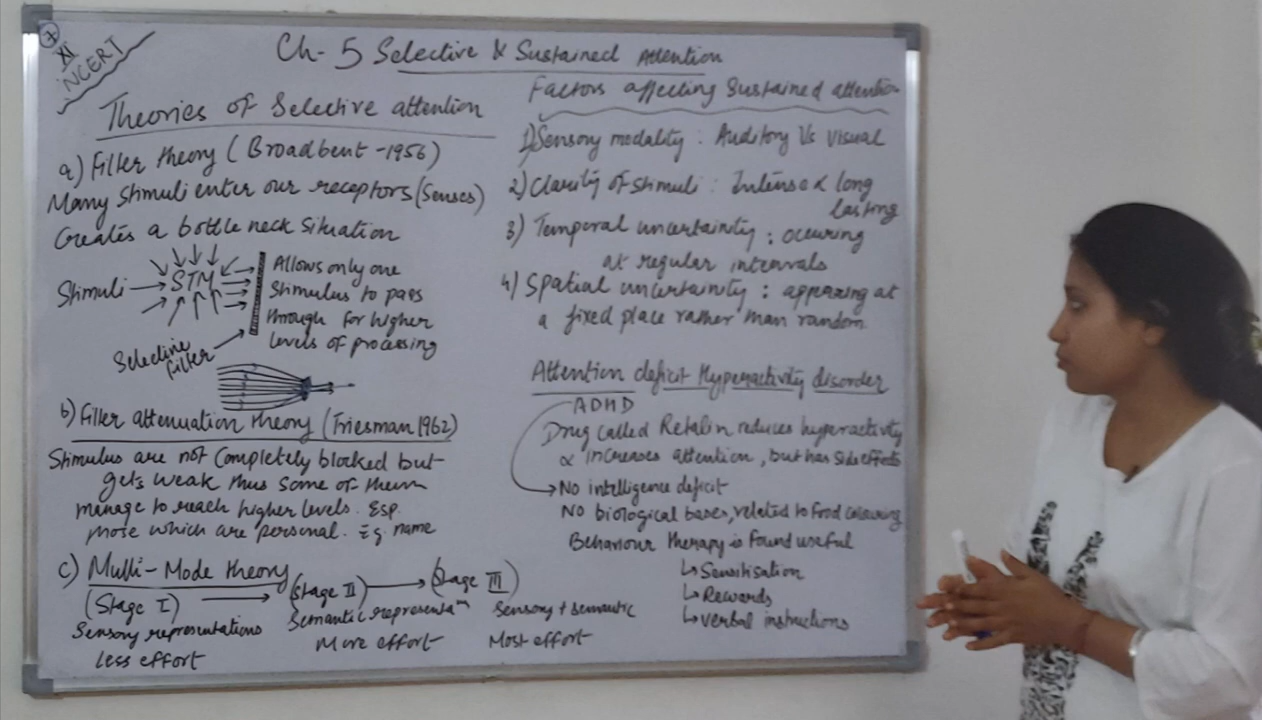 7
XI
NCERT
Ch-5 Selective & Sustained Attention
Theories of Selective attention
a) Filter theory (Broadbent - 1956)
Many stimuli enter our receptors (Senses)
Creates a bottle neck situation
Stimuli → STM
Allows only one
Stimulus to pass
through for higher
levels of processing
Selective
filter
b) Filter attenuation theory (Triesman 1962)
Stimulus are not completely blocked but
gets weak thus some of them
manage to reach higher levels. Esp.
those which are personal. Eg. name
c) Multi-Mode theory
(Stage I) → (Stage II) → (Stage III)
Sensory representations
less effort
Semantic representatn
More effort
Sensory + semantic
Most effort
Factors affecting Sustained attention
1) Sensory modality : Auditory Vs visual
2) Clarity of stimuli : Intense & long
lasting
3) Temporal uncertainity : occuring
at regular intervals
4) Spatial uncertainity : appearing at
a fixed place rather than random
Attention deficit Hyperactivity disorder
ADHD
Drug called Retalin reduces hyperactivity
& increases attention, but has side effects
→ No intelligence deficit
No biological bases, related to food colouring
Behaviour therapy is found useful
↳ Sensitisation
↳ Rewards
↳ verbal instructions